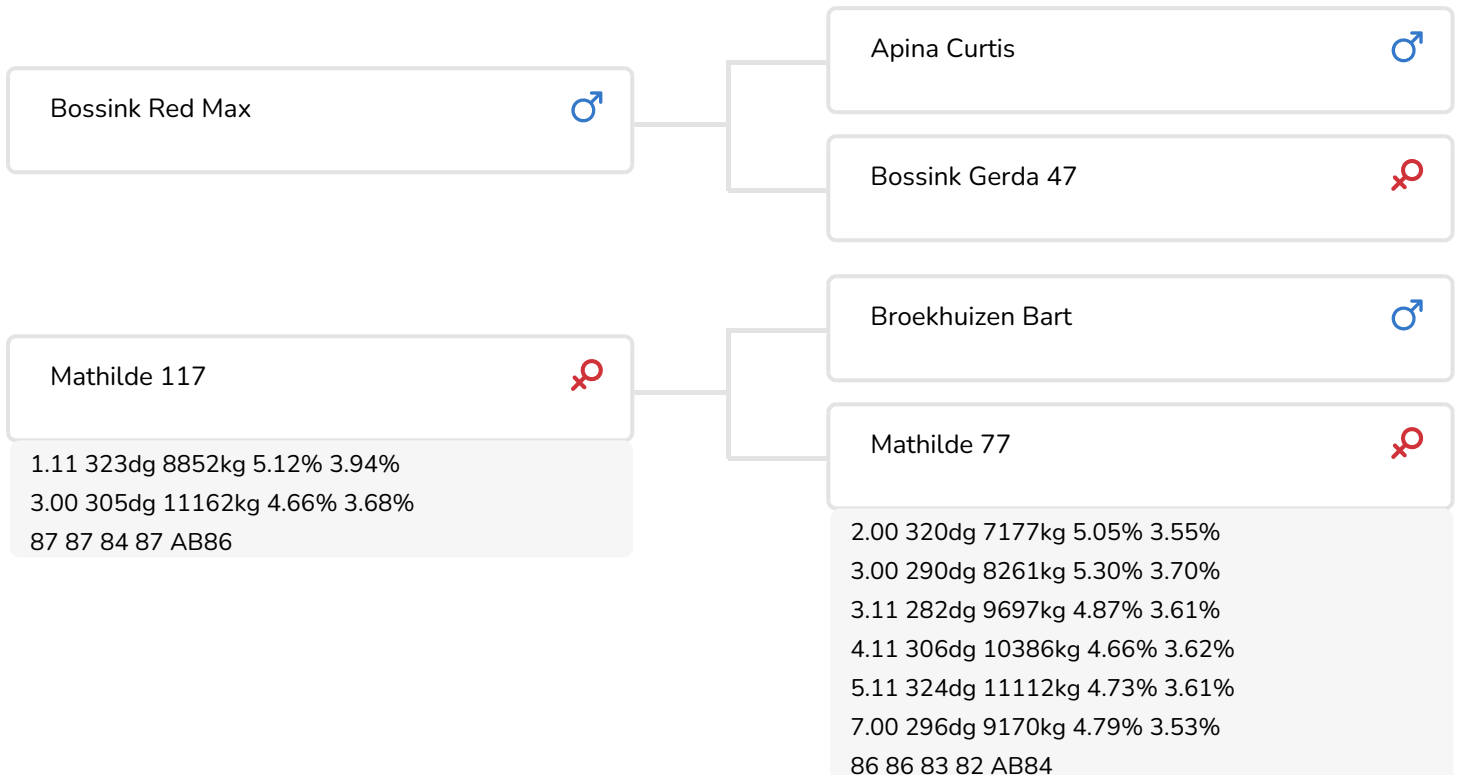 Apina Curtis
Bossink Red Max
Bossink Gerda 47
Broekhuizen Bart
Mathilde 117
1.11 323dg 8852kg 5.12% 3.94%
3.00 305dg 11162kg 4.66% 3.68%
87 87 84 87 AB86
Mathilde 77
2.00 320dg 7177kg 5.05% 3.55%
3.00 290dg 8261kg 5.30% 3.70%
3.11 282dg 9697kg 4.87% 3.61%
4.11 306dg 10386kg 4.66% 3.62%
5.11 324dg 11112kg 4.73% 3.61%
7.00 296dg 9170kg 4.79% 3.53%
86 86 83 82 AB84